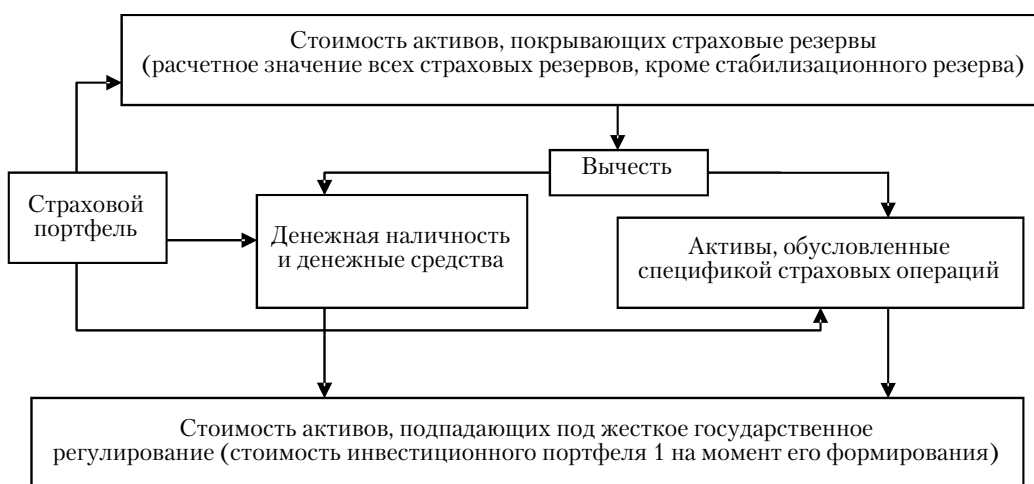 Стоимость активов, покрывающих страховые резервы
(расчетное значение всех страховых резервов, кроме стабилизационного резерва)
Вычесть
Страховой
портфель
Денежная наличность
и денежные средства
Активы, обусловленные
спецификой страховых операций
Стоимость активов, подпадающих под жесткое государственное
регулирование (стоимость инвестиционного портфеля 1 на момент его формирования)